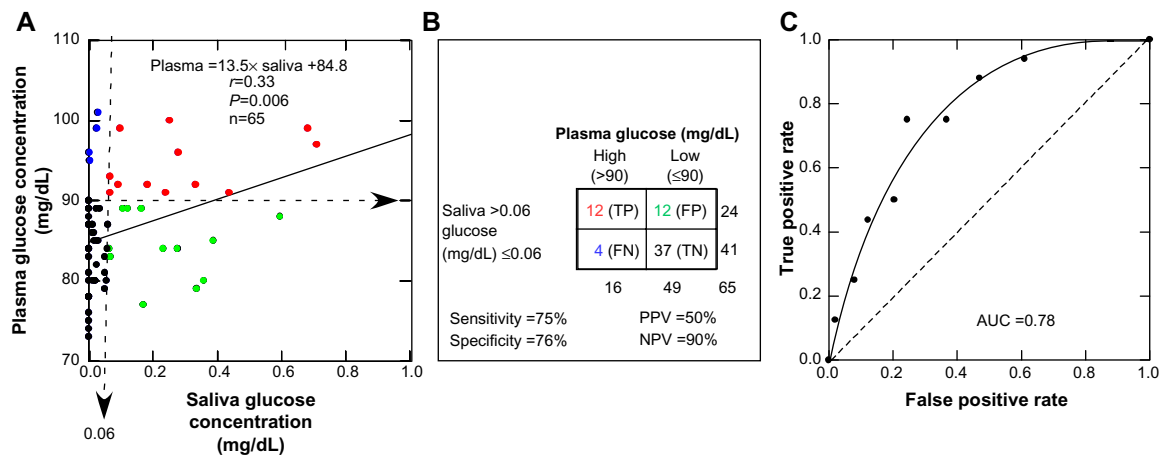 A
110
100
90
80
70
Plasma glucose concentration
(mg/dL)
Plasma =13.5× saliva +84.8
r=0.33
P=0.006
n=65
0.0
0.2
0.4
0.6
0.8
1.0
Saliva glucose
concentration
(mg/dL)
0.06
B
Plasma glucose (mg/dL)
High Low
(>90) (≤90)
Saliva >0.06 12 (TP) 12 (FP) 24
glucose
(mg/dL) ≤0.06 4 (FN) 37 (TN) 41
16 49 65
Sensitivity =75% PPV =50%
Specificity =76% NPV =90%
C
1.0
0.8
0.6
0.4
0.2
0.0
True positive rate
AUC =0.78
0.0 0.2 0.4 0.6 0.8 1.0
False positive rate